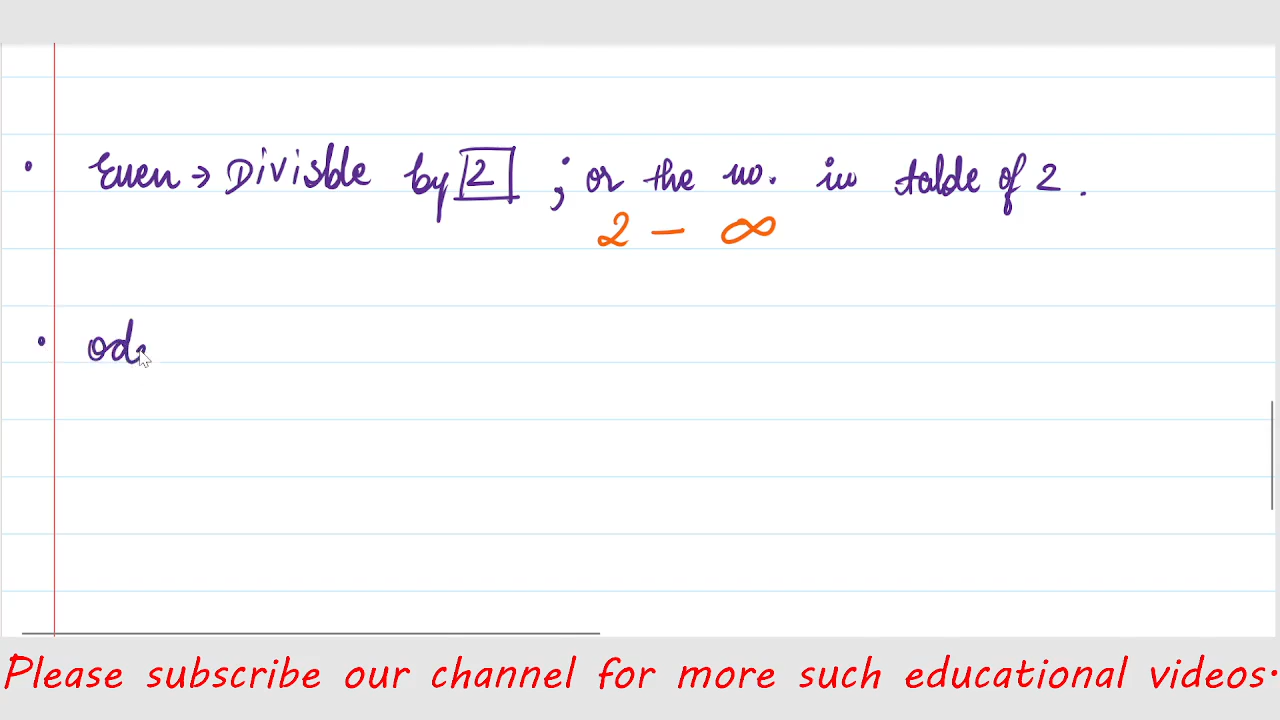 • Even → Divisble by 2 ; or the no. in table of 2 .
2 – ∞
• od
Please subscribe our channel for more such educational videos.